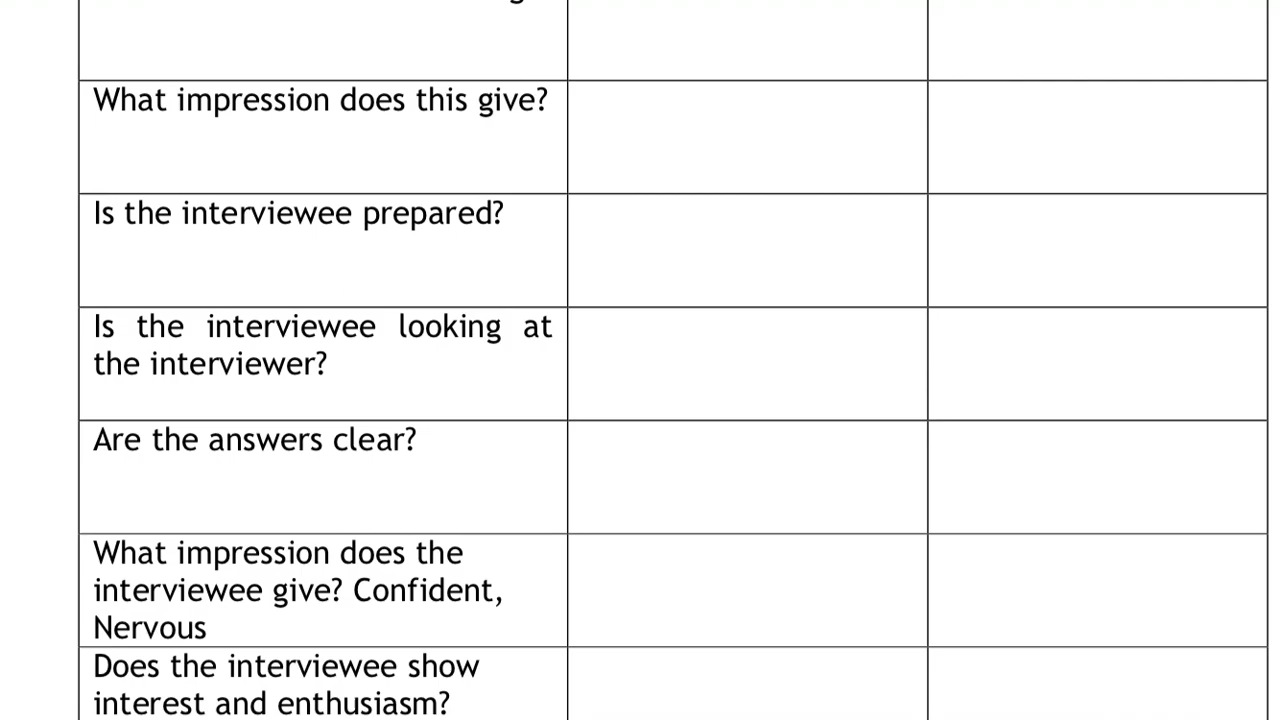 What impression does this give?
Is the interviewee prepared?
Is the interviewee looking at
the interviewer?
Are the answers clear?
What impression does the
interviewee give? Confident,
Nervous
Does the interviewee show
interest and enthusiasm?